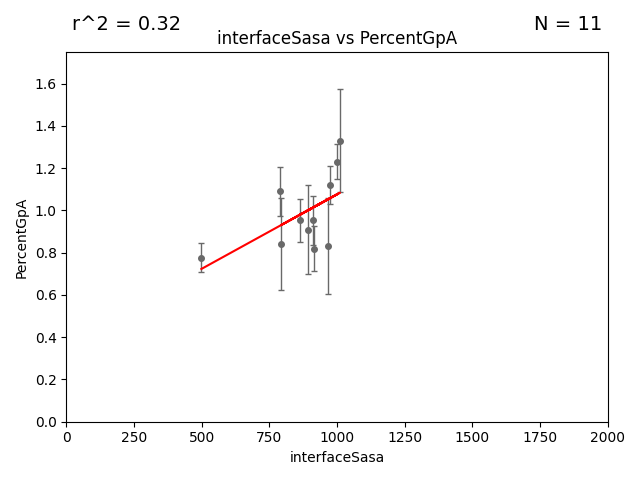 r^2 = 0.32
N = 11
interfaceSasa vs PercentGpA
PercentGpA
1.6
1.4
1.2
1.0
0.8
0.6
0.4
0.2
0.0
0 250 500 750 1000 1250 1500 1750 2000
interfaceSasa